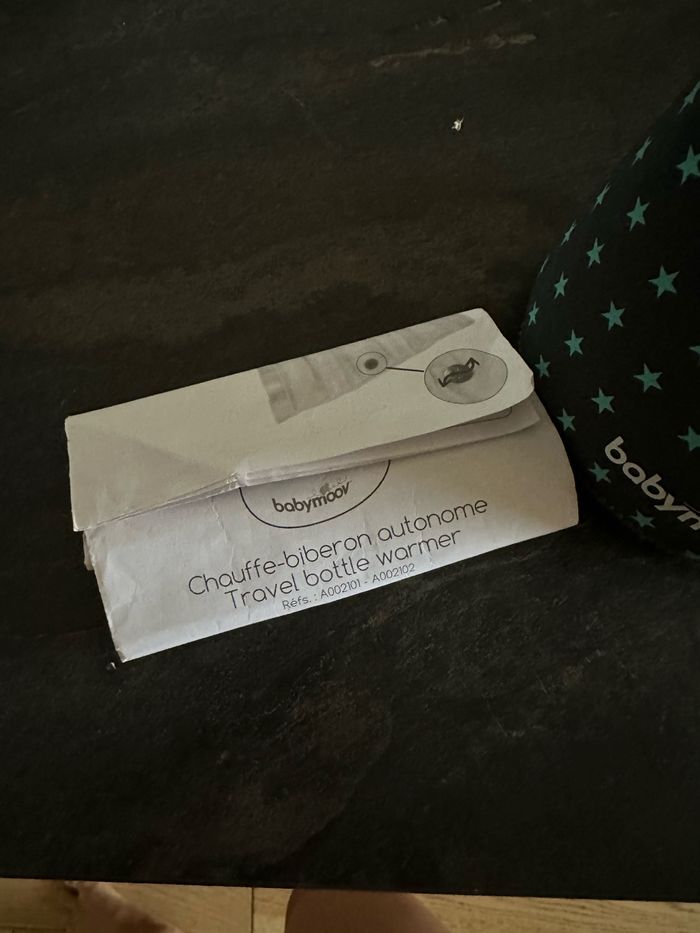 babymoov
Chauffe-biberon autonome
Travel bottle warmer
Réfs. : A002101 - A002102
babym